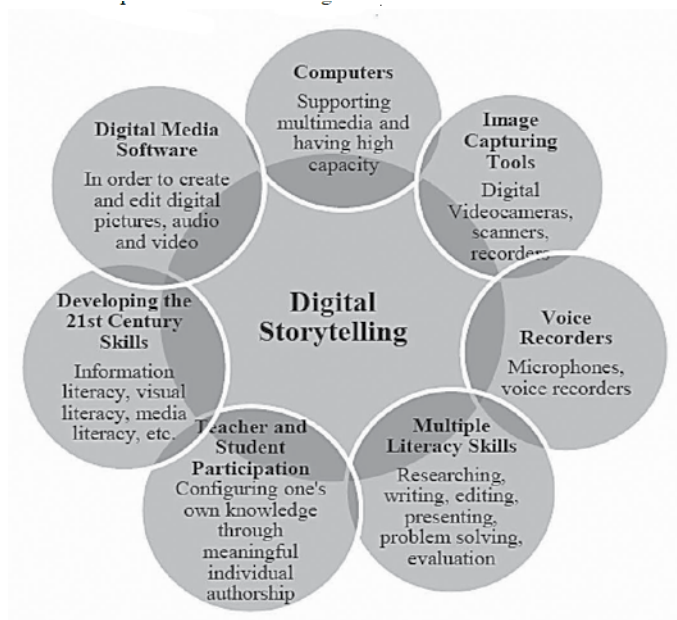 Computers
Supporting
multimedia and
having high
capacity
Image
Capturing
Tools
Digital
Videocameras,
scanners,
recorders
Voice
Recorders
Microphones,
voice recorders
Multiple
Literacy Skills
Researching,
writing, editing,
presenting,
problem solving,
evaluation
Teacher and
Student
Participation
Configuring one's
own knowledge
through
meaningful
individual
authorship
Developing the
21st Century
Skills
Information
literacy, visual
literacy, media
literacy, etc.
Digital Media
Software
In order to create
and edit digital
pictures, audio
and video
Digital
Storytelling